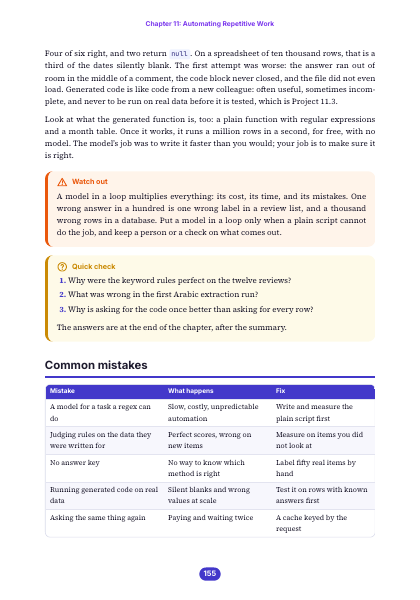 Chapter 11: Automating Repetitive Work
Four of six right, and two return null. On a spreadsheet of ten thousand rows, that is a
third of the dates silently blank. The first attempt was worse: the answer ran out of
room in the middle of a comment, the code block never closed, and the file did not even
load. Generated code is like code from a new colleague: often useful, sometimes incom-
plete, and never to be run on real data before it is tested, which is Project 11.3.
Look at what the generated function is, too: a plain function with regular expressions
and a month table. Once it works, it runs a million rows in a second, for free, with no
model. The model's job was to write it faster than you would; your job is to make sure it
is right.
Watch out
A model in a loop multiplies everything: its cost, its time, and its mistakes. One
wrong answer in a hundred is one wrong label in a review list, and a thousand
wrong rows in a database. Put a model in a loop only when a plain script cannot
do the job, and keep a person or a check on what comes out.
Quick check
1. Why were the keyword rules perfect on the twelve reviews?
2. What was wrong in the first Arabic extraction run?
3. Why is asking for the code once better than asking for every row?
The answers are at the end of the chapter, after the summary.
Common mistakes
Mistake What happens Fix
A model for a task a regex can Slow, costly, unpredictable Write and measure the
do automation plain script first
Judging rules on the data they Perfect scores, wrong on Measure on items you did
were written for new items not look at
No answer key No way to know which Label fifty real items by
method is right hand
Running generated code on real Silent blanks and wrong Test it on rows with known
data values at scale answers first
Asking the same thing again Paying and waiting twice A cache keyed by the
request
155